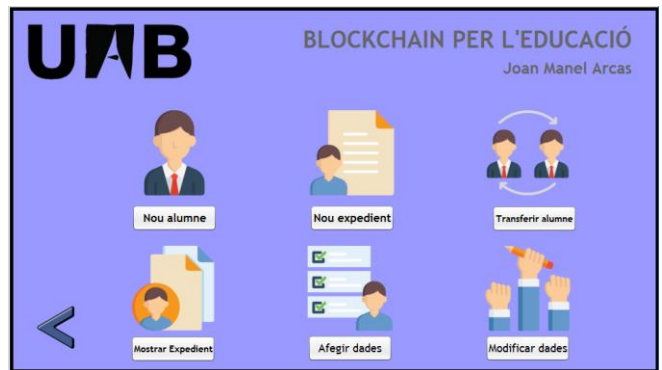 UAB
BLOCKCHAIN PER L'EDUCACIÓ
Joan Manel Arcas
Nou alumne
Nou expedient
Transferir alumne
Mostrar Expedient
Afegir dades
Modificar dades